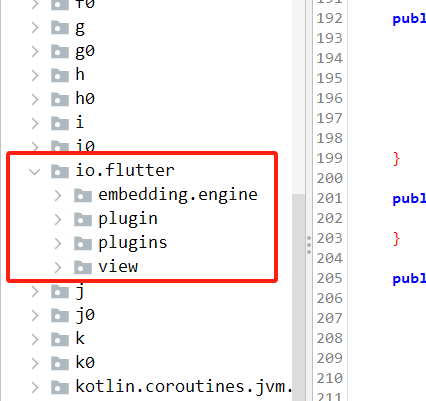 f0
g
g0
h
h0
i
i0
io.flutter
embedding.engine
plugin
plugins
view
j
j0
k
k0
kotlin.coroutines.jvm.
191
192 publ
193
194
195
196
197
198
199 }
200
201 publ
202
203 }
204
205 publ
206
207
208
209
210
211